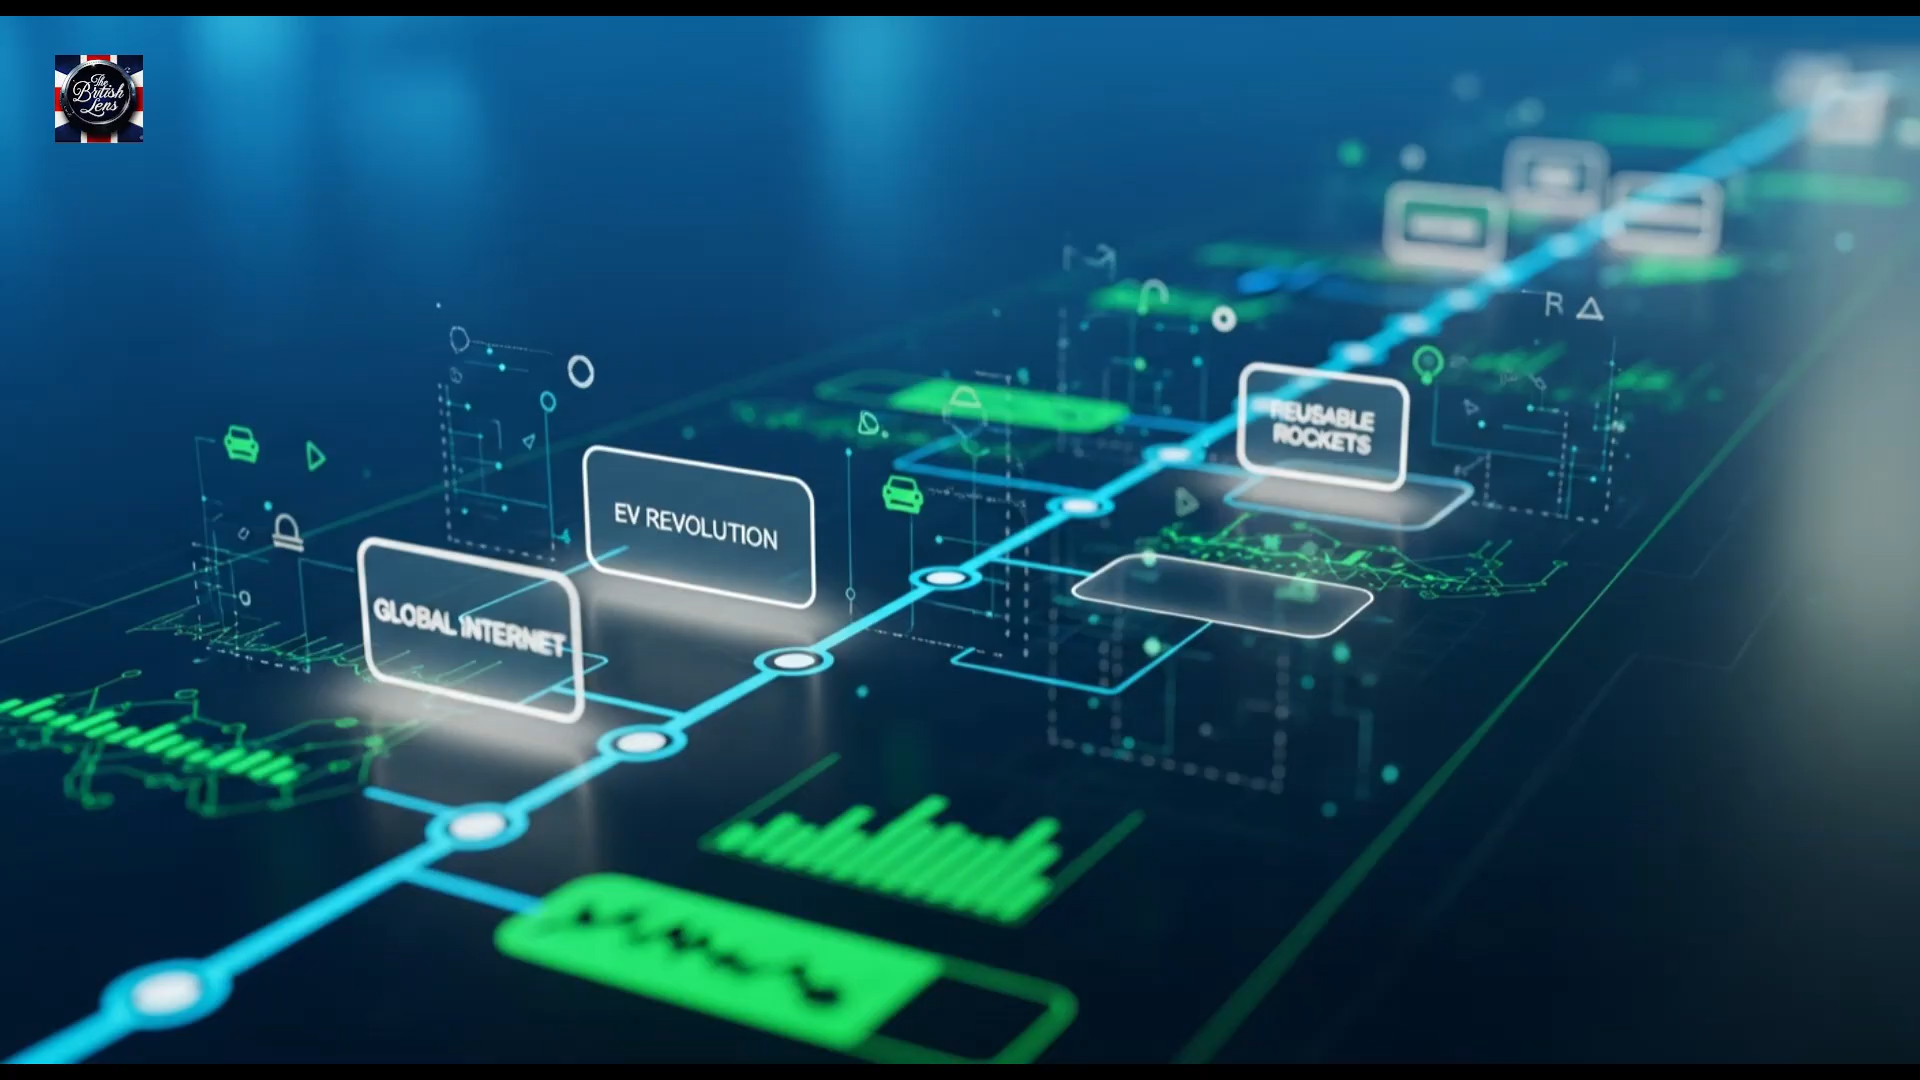 The
British
Lens
EV REVOLUTION
GLOBAL INTERNET
REUSABLE
ROCKETS
R